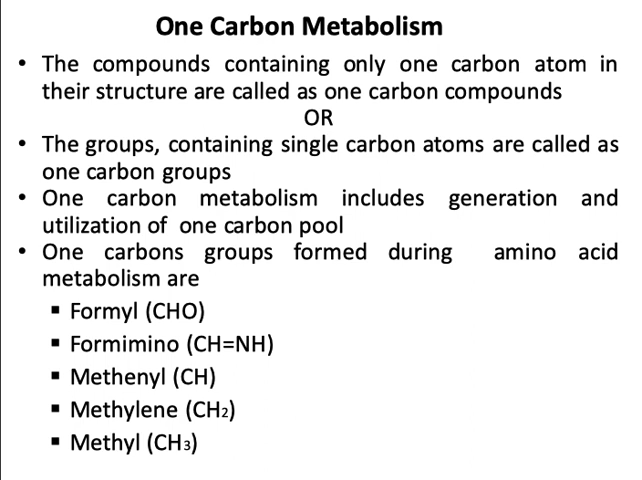 One Carbon Metabolism
• The compounds containing only one carbon atom in
their structure are called as one carbon compounds
OR
• The groups, containing single carbon atoms are called as
one carbon groups
• One carbon metabolism includes generation and
utilization of one carbon pool
• One carbons groups formed during amino acid
metabolism are
▪ Formyl (CHO)
▪ Formimino (CH=NH)
▪ Methenyl (CH)
▪ Methylene (CH₂)
▪ Methyl (CH₃)